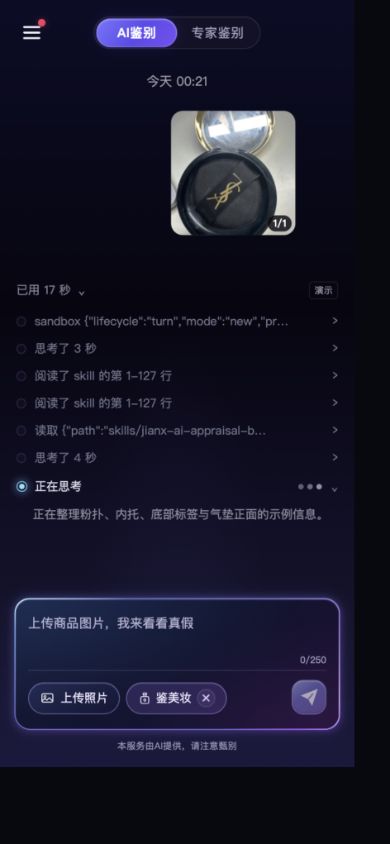 AI鉴别
专家鉴别
今天 00:21
YSL
1/1
已用 17 秒
演示
sandbox {"lifecycle":"turn","mode":"new","pr...
思考了 3 秒
阅读了 skill 的第 1–127 行
阅读了 skill 的第 1–127 行
读取 {"path":"skills/jianx-ai-appraisal-b...
思考了 4 秒
正在思考
正在整理粉扑、内托、底部标签与气垫正面的示例信息。
上传商品图片，我来看看真假
0/250
上传照片
鉴美妆
本服务由AI提供，请注意甄别